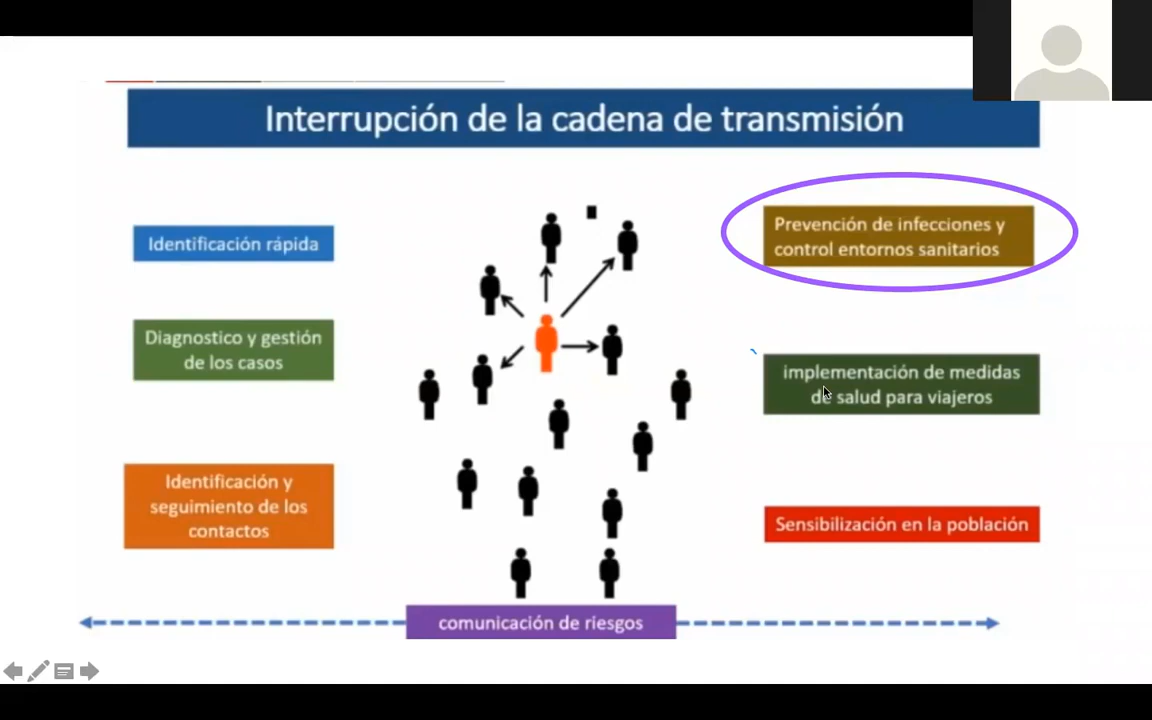 Interrupción de la cadena de transmisión
Identificación rápida
Diagnostico y gestión
de los casos
Identificación y
seguimiento de los
contactos
Prevención de infecciones y
control entornos sanitarios
implementación de medidas
de salud para viajeros
Sensibilización en la población
comunicación de riesgos